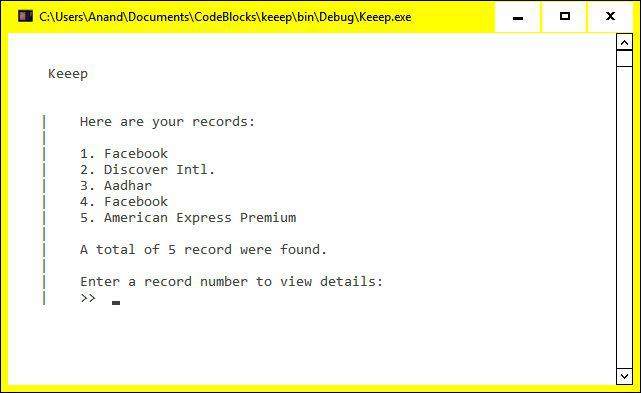 C:\Users\Anand\Documents\CodeBlocks\keeep\bin\Debug\Keeep.exe
Keeep
Here are your records:
1. Facebook
2. Discover Intl.
3. Aadhar
4. Facebook
5. American Express Premium
A total of 5 record were found.
Enter a record number to view details:
>> _